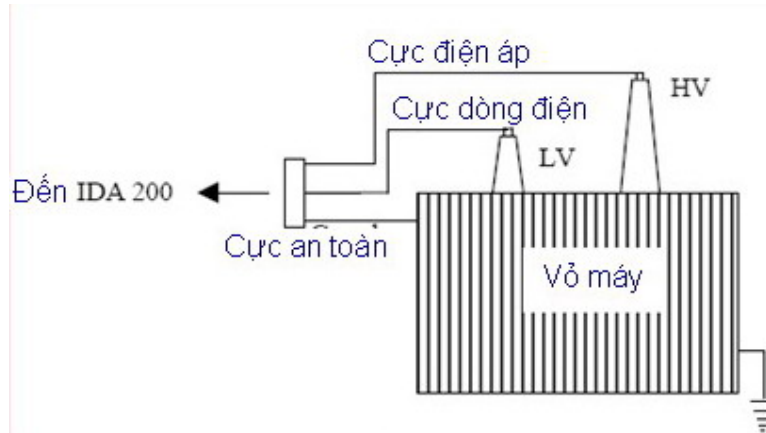 Cực điện áp
HV
Cực dòng điện
LV
Đến IDA 200
Cực an toàn
Vỏ máy